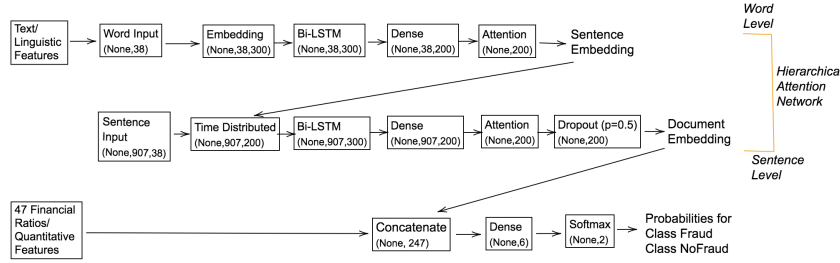 Text/
Linguistic
Features
Word Input
(None,38)
Embedding
(None,38,300)
Bi-LSTM
(None,38,300)
Dense
(None,38,200)
Attention
(None,200)
Sentence
Embedding
Word
Level
Hierarchica
Attention
Network
Sentence
Input
(None,907,38)
Time Distributed
(None,907,200)
Bi-LSTM
(None,907,300)
Dense
(None,907,200)
Attention
(None,200)
Dropout (p=0.5)
(None,200)
Document
Embedding
Sentence
Level
47 Financial
Ratios/
Quantitative
Features
Concatenate
(None, 247)
Dense
(None,6)
Softmax
(None,2)
Probabilities for
Class Fraud
Class NoFraud